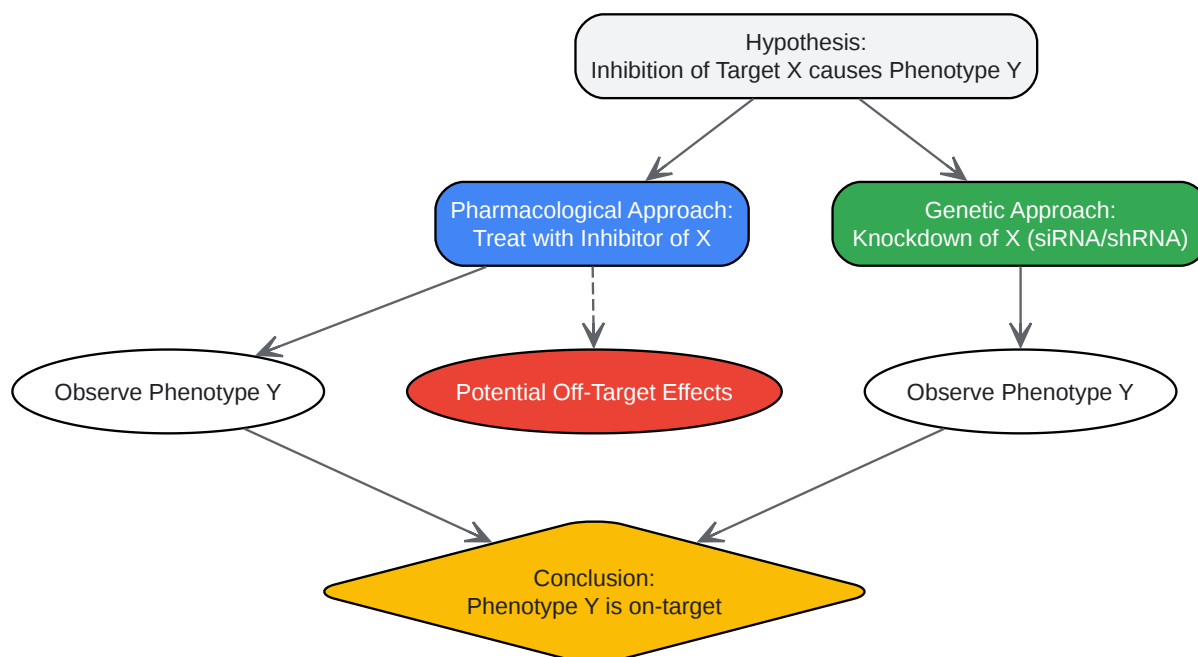 Hypothesis:
Inhibition of Target X causes Phenotype Y
Pharmacological Approach:
Treat with Inhibitor of X
Genetic Approach:
Knockdown of X (siRNA/shRNA)
Observe Phenotype Y
Potential Off-Target Effects
Observe Phenotype Y
Conclusion:
Phenotype Y is on-target